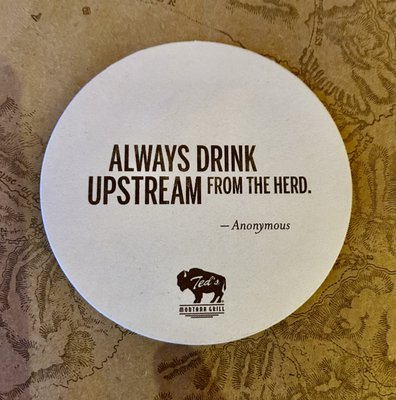 ALWAYS DRINK
UPSTREAM FROM THE HERD.
— Anonymous
Ted's
MONTANA GRILL